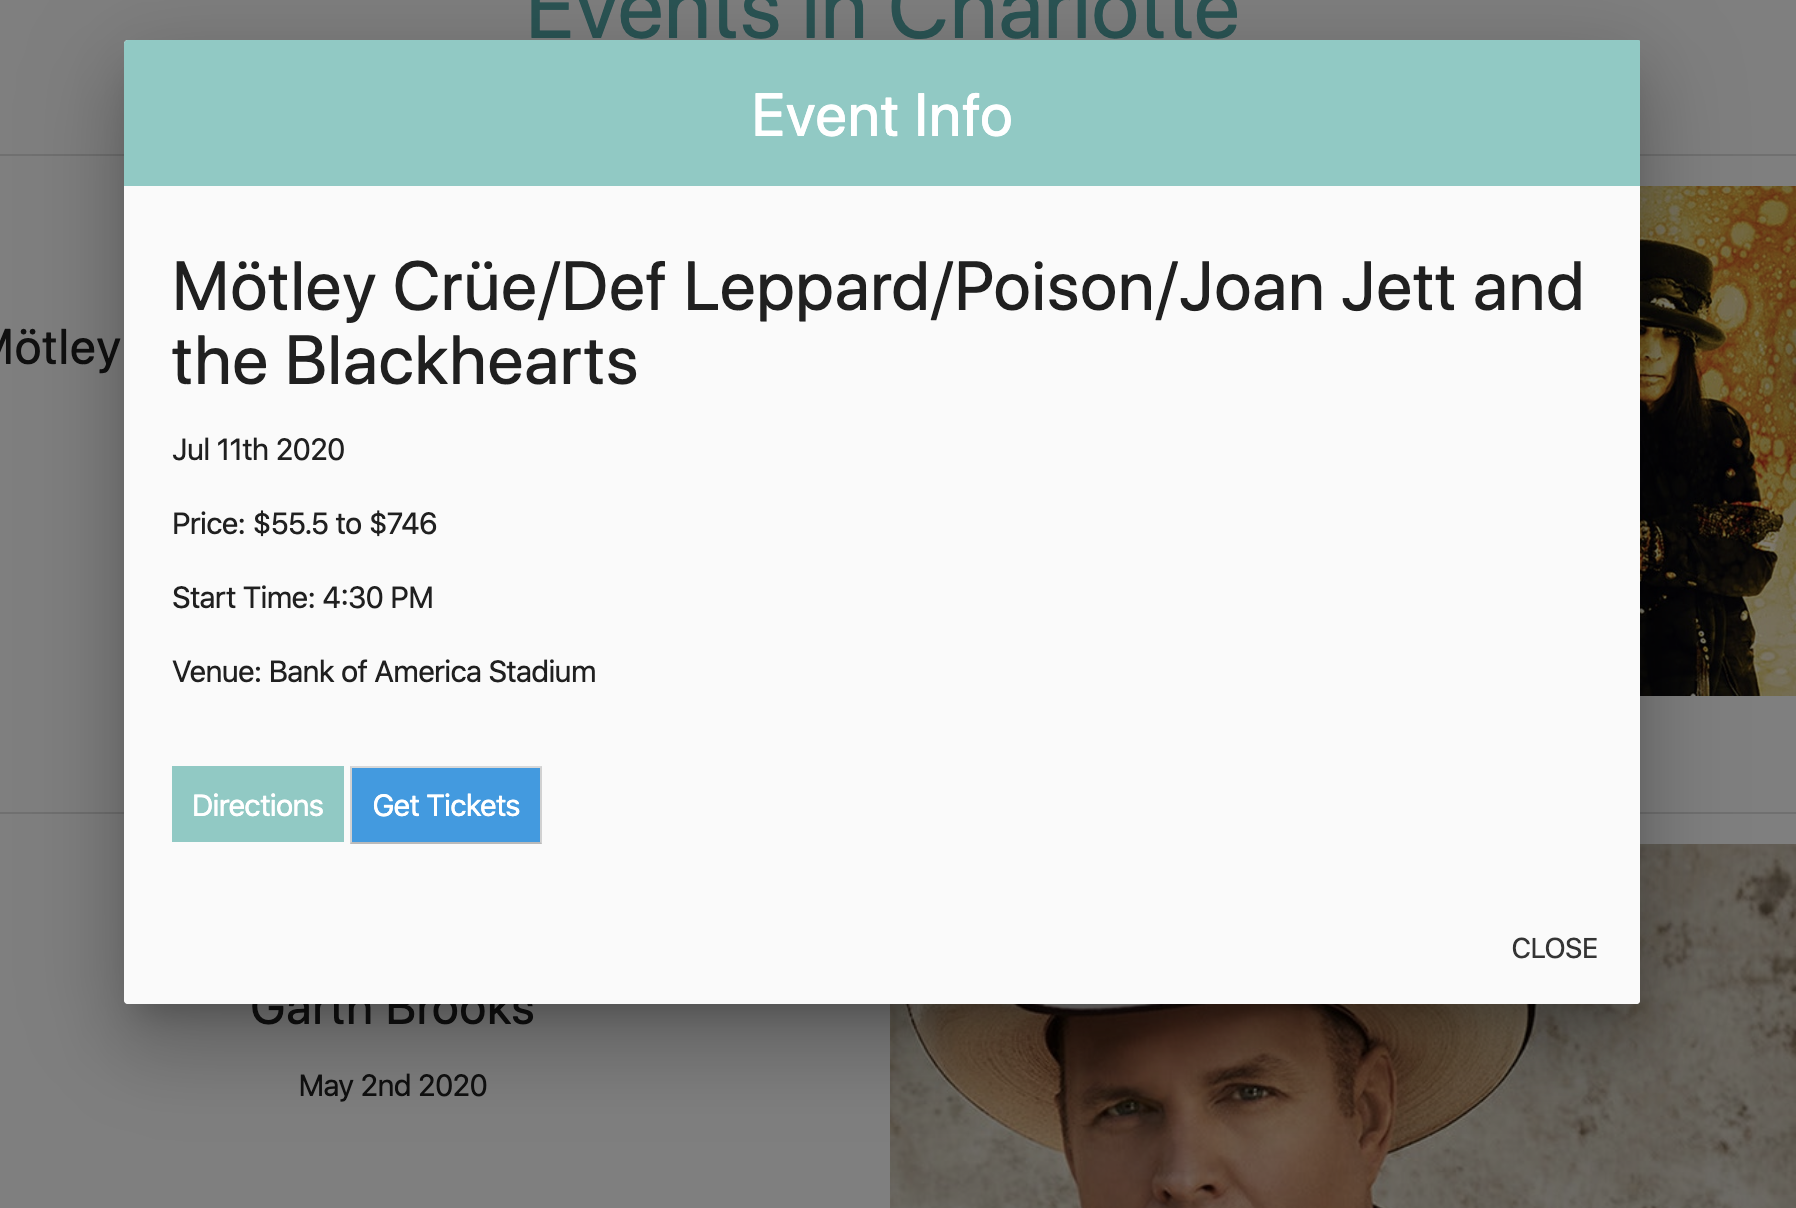 Events in Charlotte
Event Info
Mötley Crüe/Def Leppard/Poison/Joan Jett and
the Blackhearts
Mötley
Jul 11th 2020
Price: $55.5 to $746
Start Time: 4:30 PM
Venue: Bank of America Stadium
Directions
Get Tickets
CLOSE
Garth Brooks
May 2nd 2020